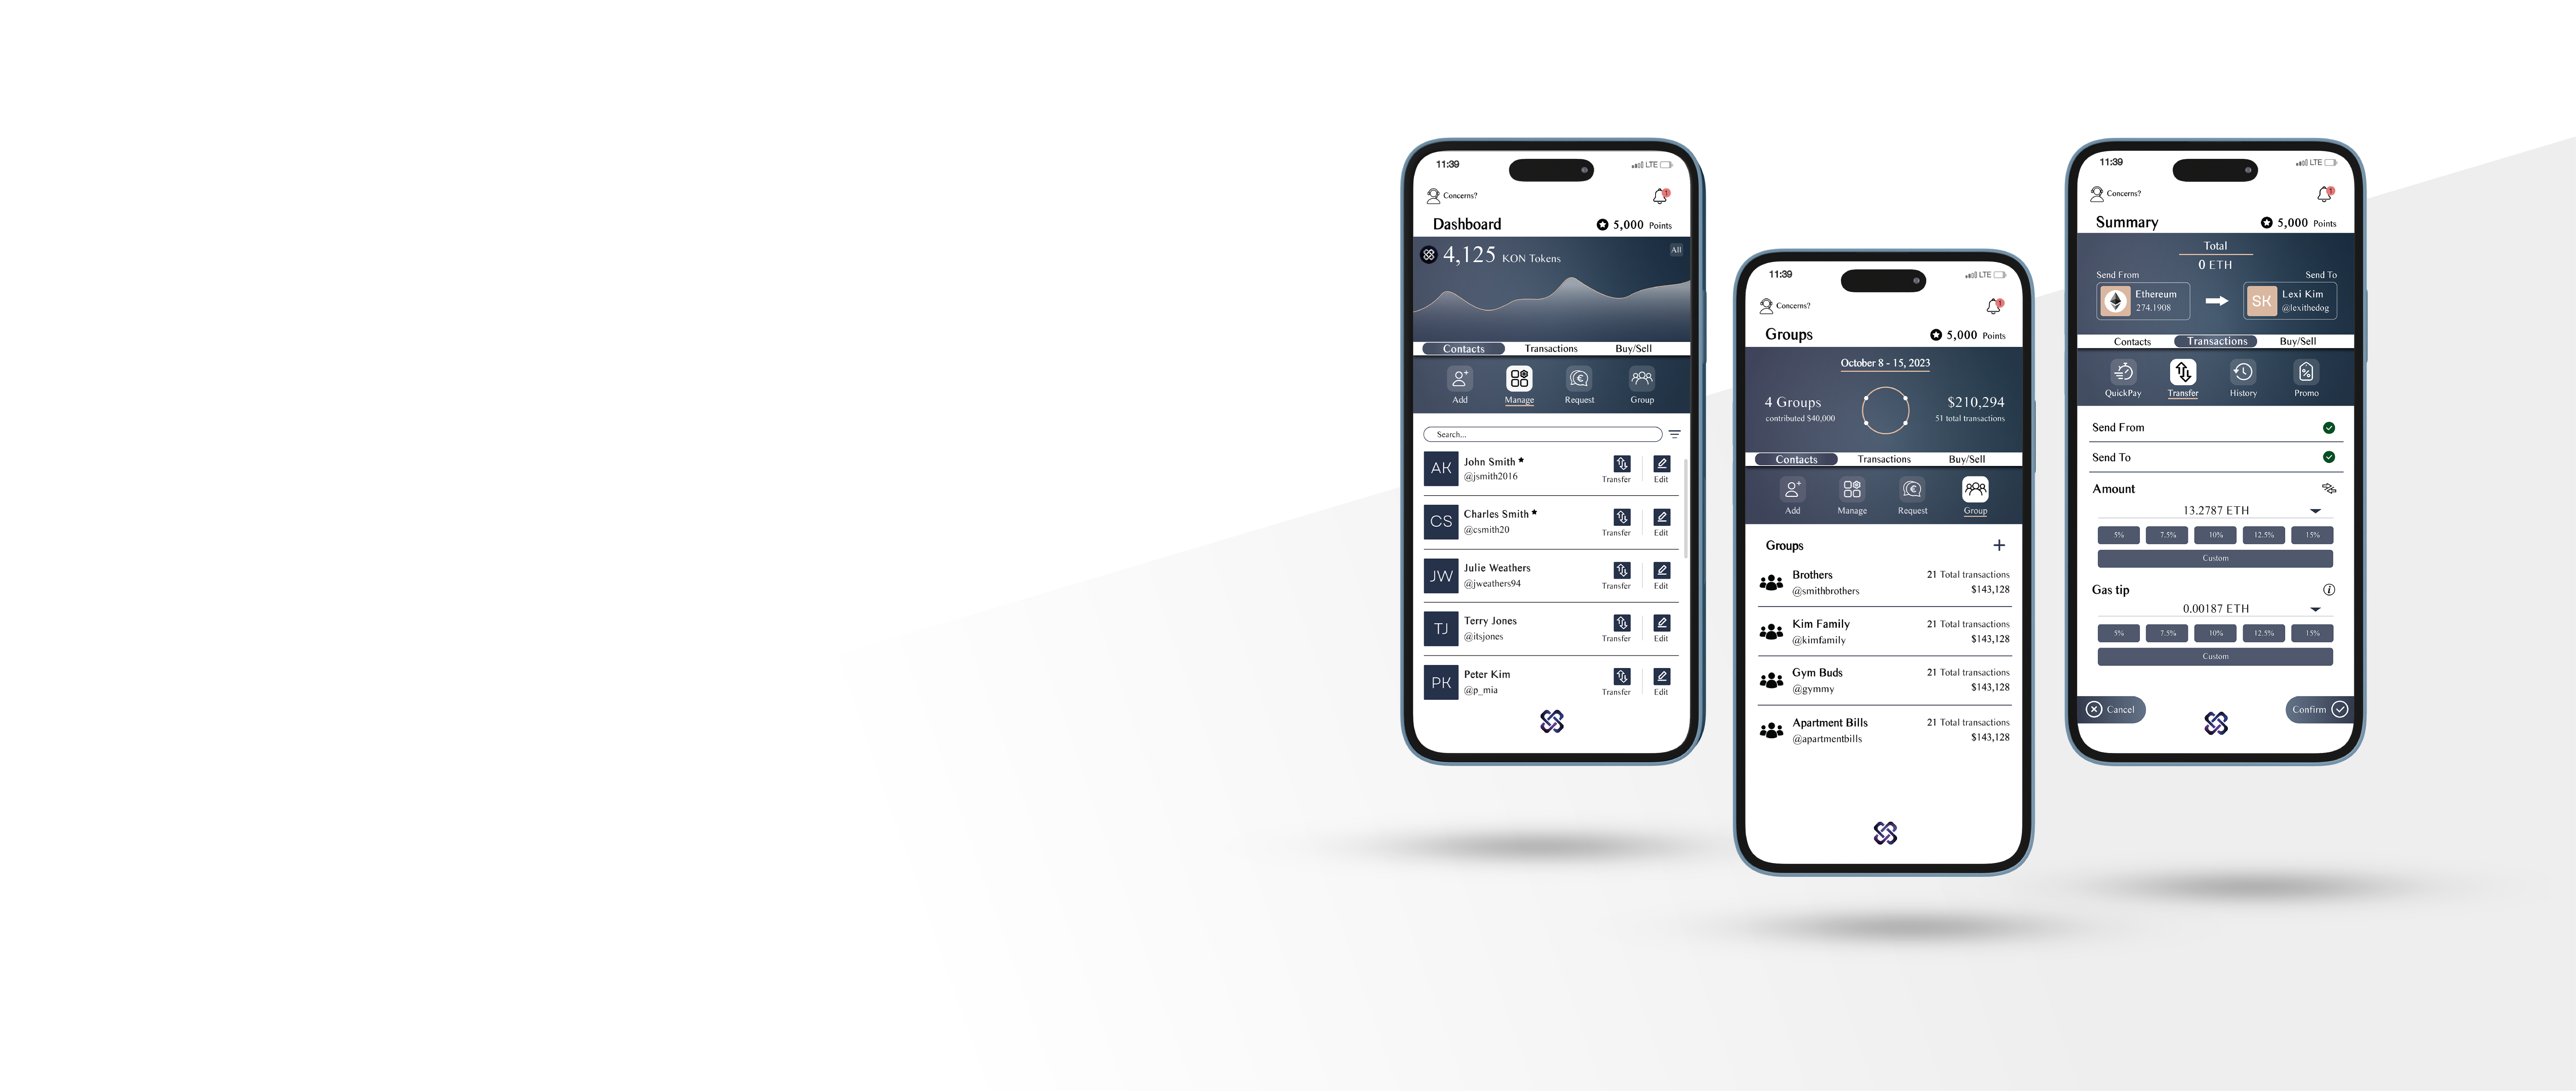 11:39
LTE
Concerns?
1
Dashboard
5,000 Points
4,125 KON Tokens
All
Contacts
Transactions
Buy/Sell
Add
Manage
Request
Group
Search...
AK
John Smith
@jsmith2016
Transfer
Edit
CS
Charles Smith
@csmith20
Transfer
Edit
JW
Julie Weathers
@jweathers94
Transfer
Edit
TJ
Terry Jones
@itsjones
Transfer
Edit
PK
Peter Kim
@p_mia
Transfer
Edit
11:39
LTE
Concerns?
1
Groups
5,000 Points
October 8 - 15, 2023
4 Groups
contributed $40,000
$210,294
51 total transactions
Contacts
Transactions
Buy/Sell
Add
Manage
Request
Group
Groups
Brothers
@smithbrothers
21 Total transactions
$143,128
Kim Family
@kimfamily
21 Total transactions
$143,128
Gym Buds
@gymmy
21 Total transactions
$143,128
Apartment Bills
@apartmentbills
21 Total transactions
$143,128
11:39
LTE
Concerns?
1
Summary
5,000 Points
Total
0 ETH
Send From
Send To
Ethereum
274.1908
SK
Lexi Kim
@lexithedog
Contacts
Transactions
Buy/Sell
QuickPay
Transfer
History
Promo
Send From
Send To
Amount
13.2787 ETH
5%
7.5%
10%
12.5%
15%
Custom
Gas tip
0.00187 ETH
5%
7.5%
10%
12.5%
15%
Custom
Cancel
Confirm